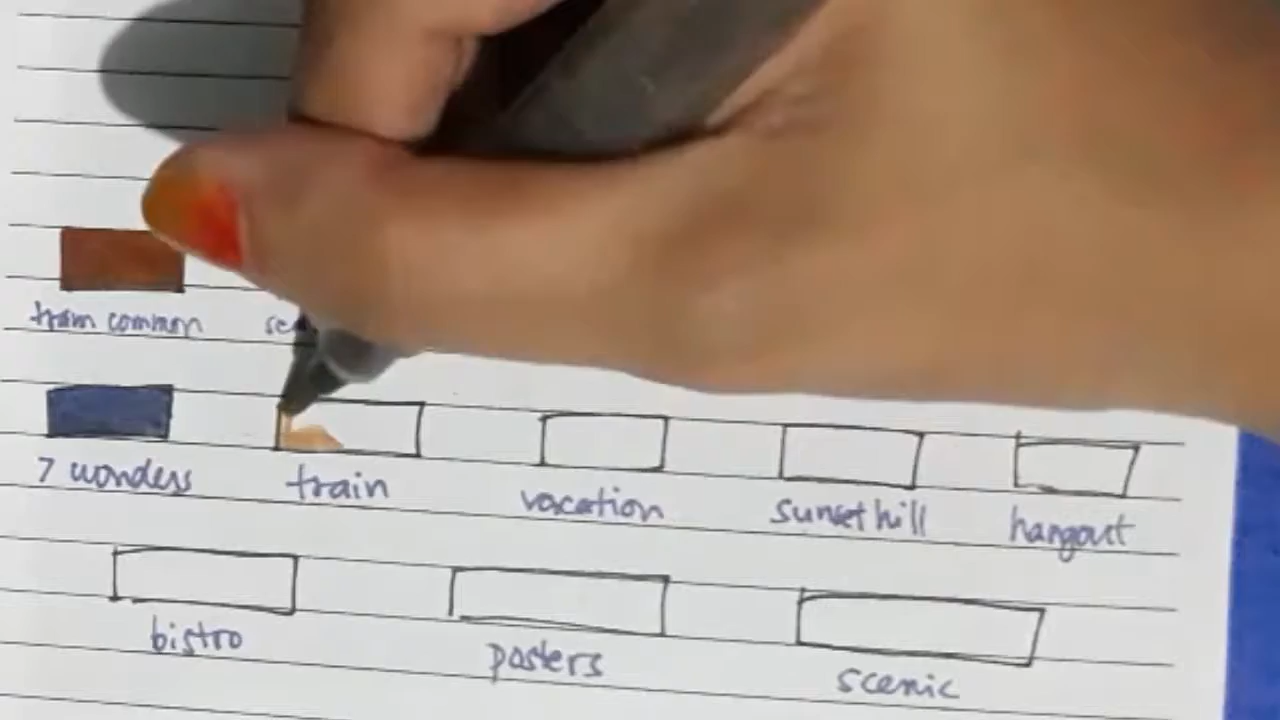 tram common
7 wonders train vacation sunset hill hangout
bistro posters scenic